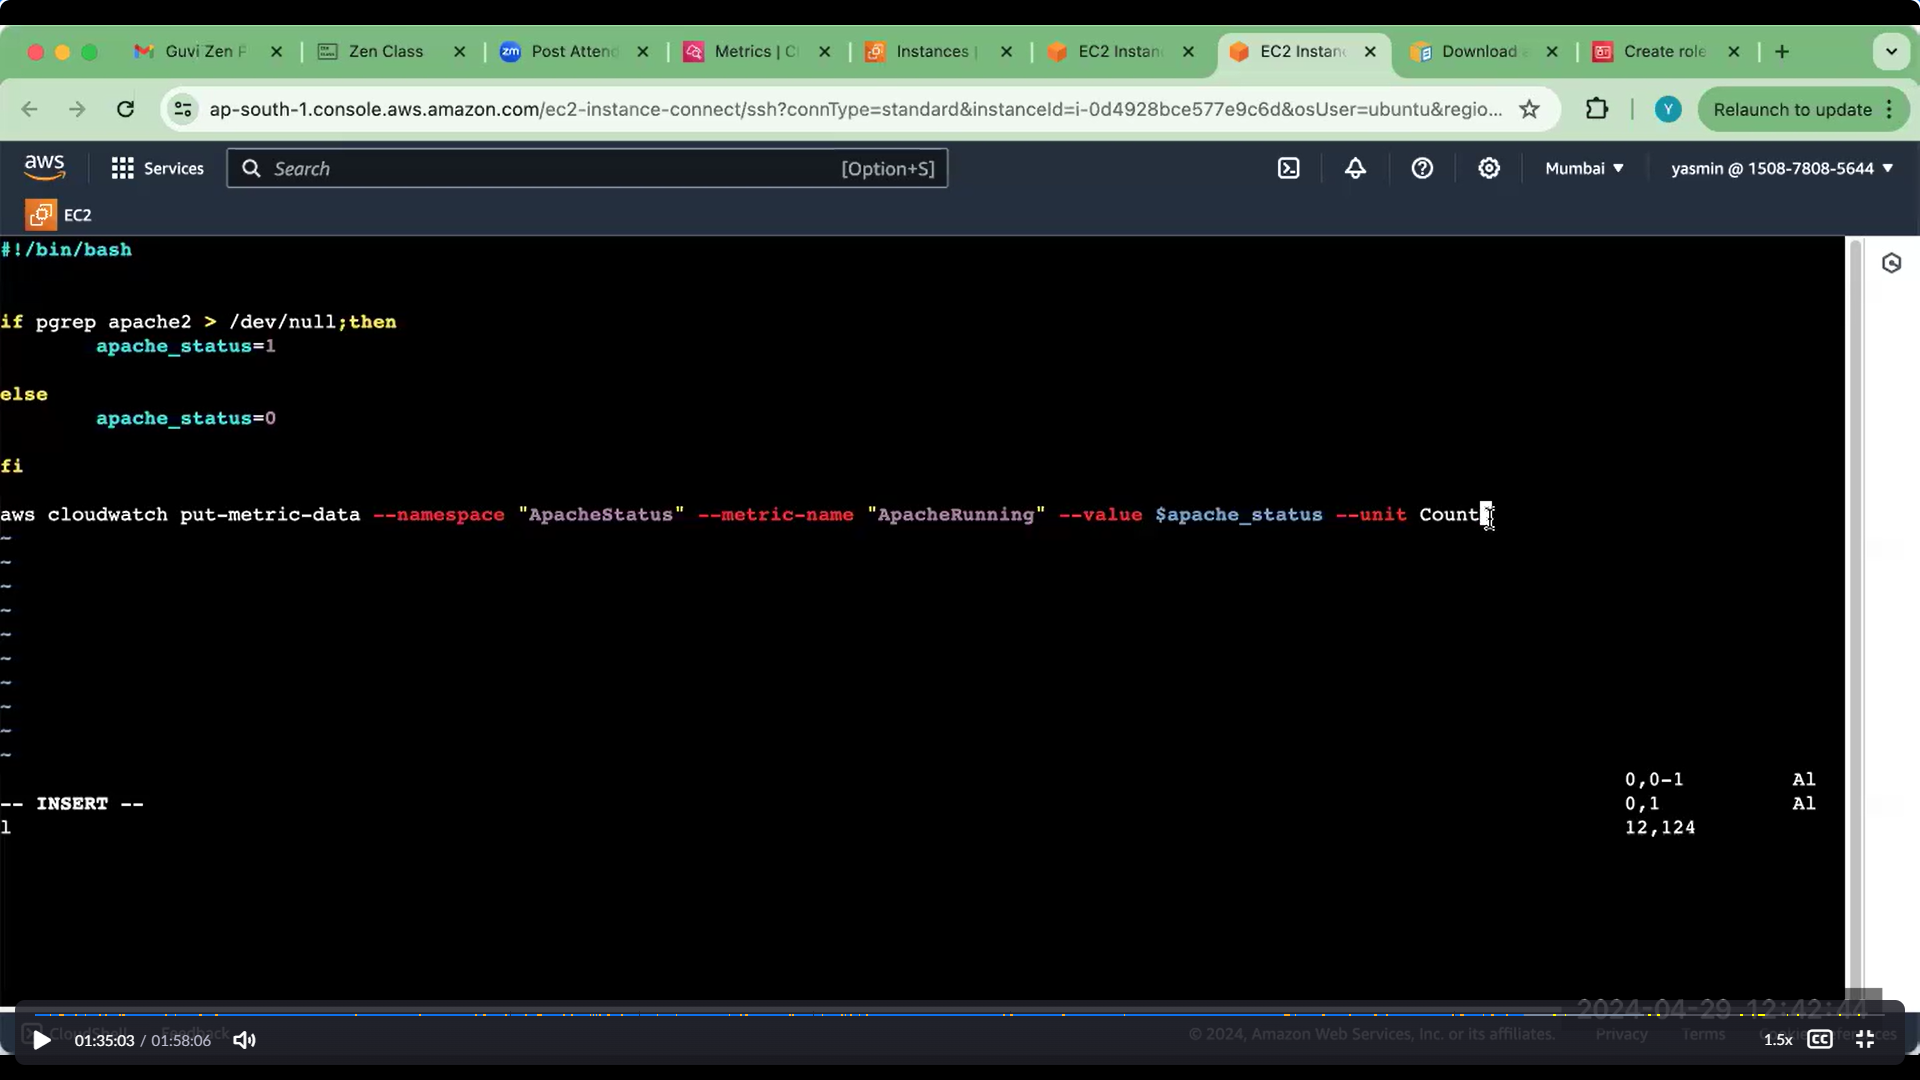 Guvi Zen F
Zen Class
zm Post Attend
Metrics | C
Instances |
EC2 Instan
EC2 Instan
Download
Create role
ap-south-1.console.aws.amazon.com/ec2-instance-connect/ssh?connType=standard&instanceId=i-0d4928bce577e9c6d&osUser=ubuntu&regio...
Y
Relaunch to update
aws
Services
Search
[Option+S]
Mumbai
yasmin @ 1508-7808-5644
EC2
#!/bin/bash
if pgrep apache2 > /dev/null;then
apache_status=1
else
apache_status=0
fi
aws cloudwatch put-metric-data --namespace "ApacheStatus" --metric-name "ApacheRunning" --value $apache_status --unit Count
~
~
~
~
~
~
~
~
~
~
0,0-1 Al
-- INSERT --
0,1 Al
l
12,124
2024-04-29 12:42:44
CloudShell Feedback
© 2024, Amazon Web Services, Inc. or its affiliates.
Privacy
Terms
01:35:03 / 01:58:06
1.5x
CC